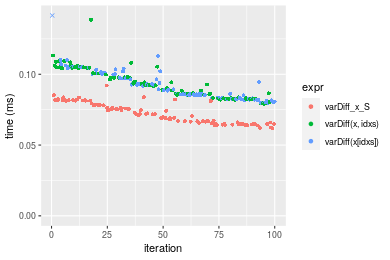 time (ms)
0.10
0.05
0.00
0
25
50
75
100
iteration
expr
varDiff_x_S
varDiff(x, idxs)
varDiff(x[idxs])